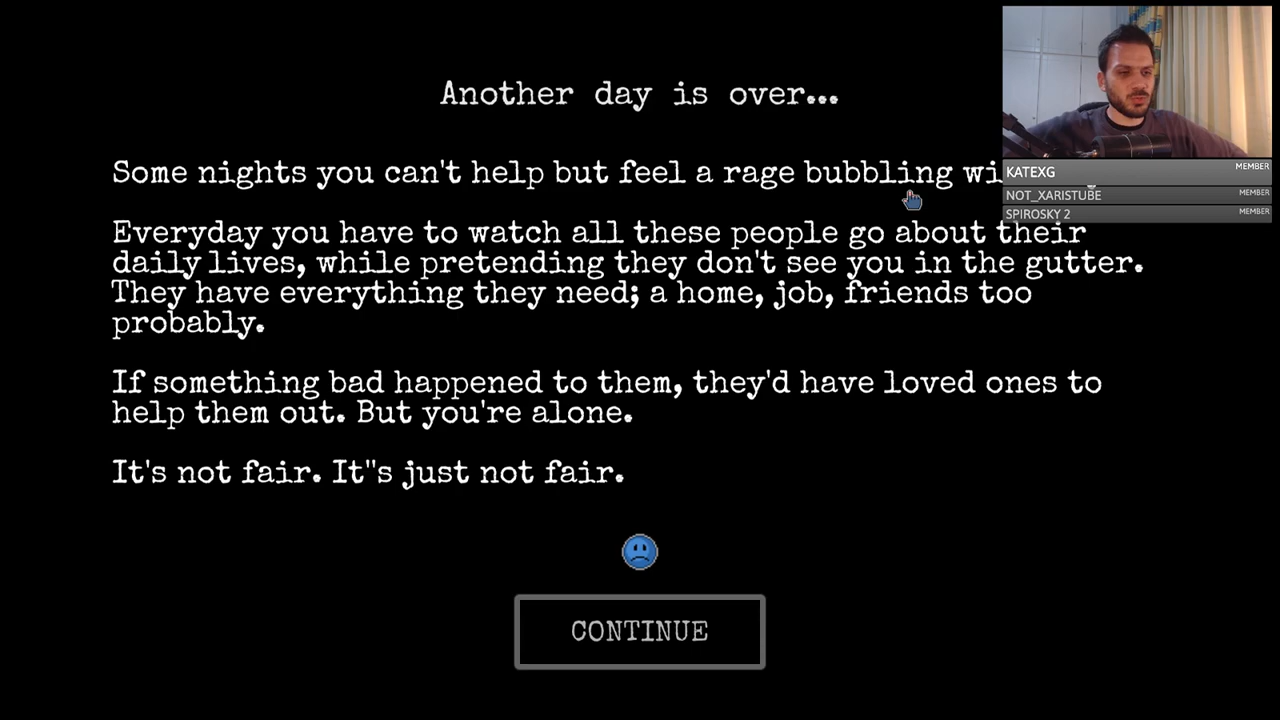 Another day is over...
Some nights you can't help but feel a rage bubbling
Everyday you have to watch all these people go about their
daily lives, while pretending they don't see you in the gutter.
They have everything they need; a home, job, friends too
probably.
If something bad happened to them, they'd have loved ones to
help them out. But you're alone.
It's not fair. It"s just not fair.
CONTINUE
KATEXG MEMBER
NOT_XARISTUBE MEMBER
SPIROSKY 2 MEMBER